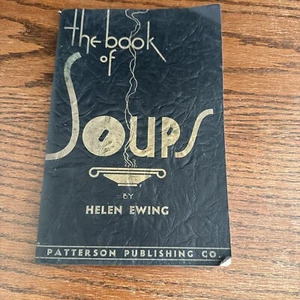 the book
of
SOUPS
BY
HELEN EWING
PATTERSON PUBLISHING CO.